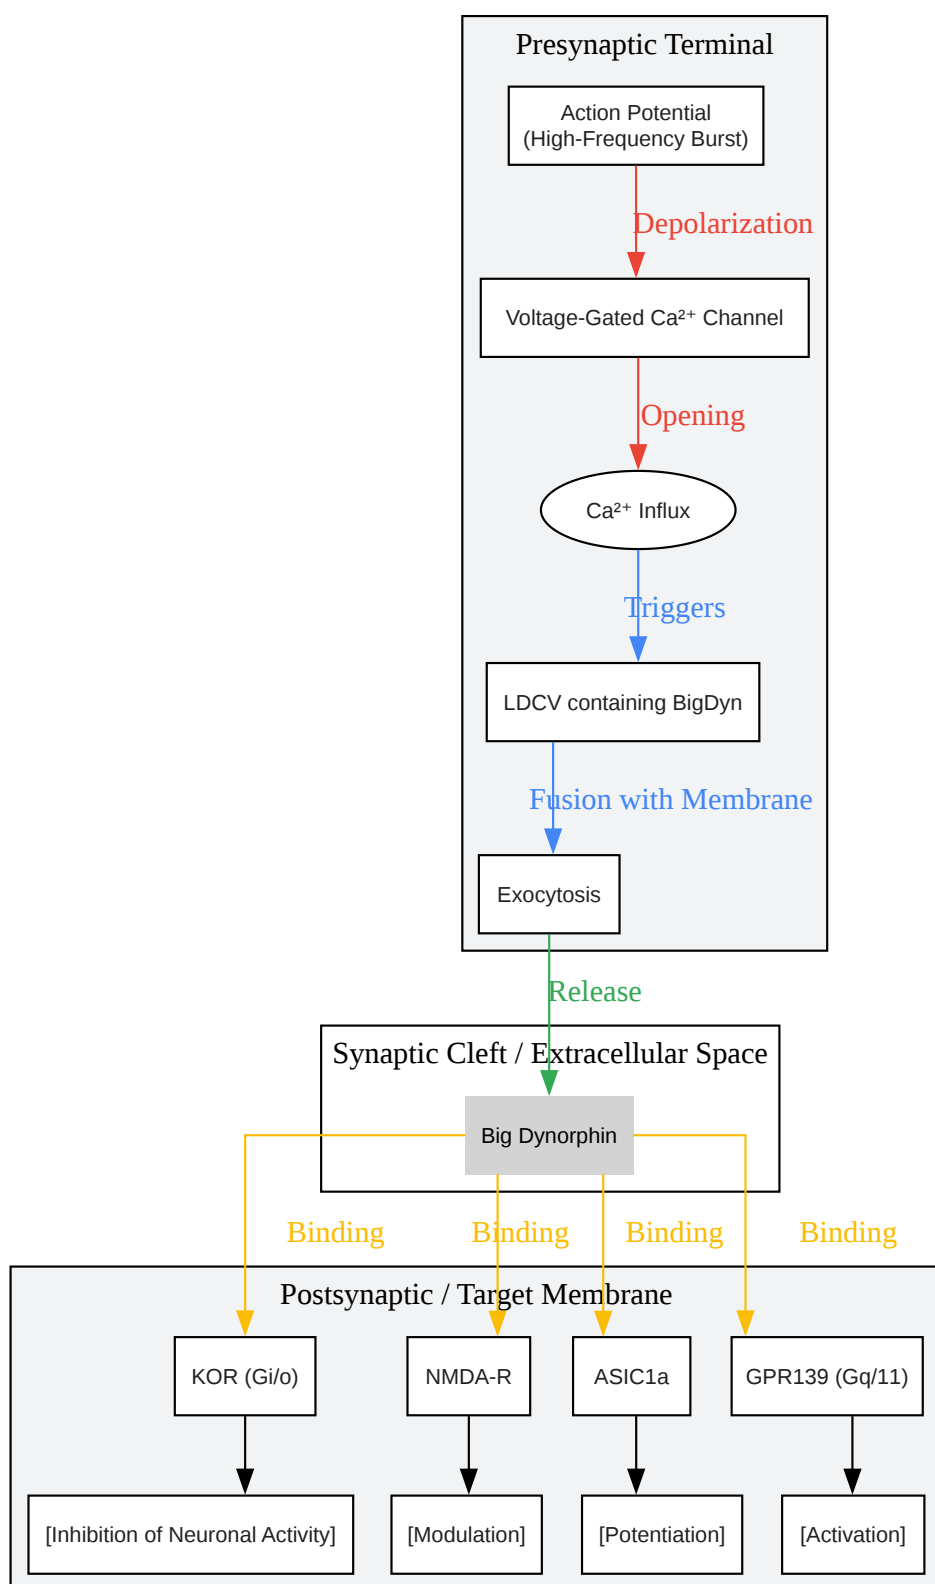 Presynaptic Terminal
Action Potential
(High-Frequency Burst)
Depolarization
Voltage-Gated Ca²⁺ Channel
Opening
Ca²⁺ Influx
Triggers
LDCV containing BigDyn
Fusion with Membrane
Exocytosis
Release
Synaptic Cleft / Extracellular Space
Big Dynorphin
Binding Binding Binding Binding
Postsynaptic / Target Membrane
KOR (Gi/o) NMDA-R ASIC1a GPR139 (Gq/11)
[Inhibition of Neuronal Activity] [Modulation] [Potentiation] [Activation]